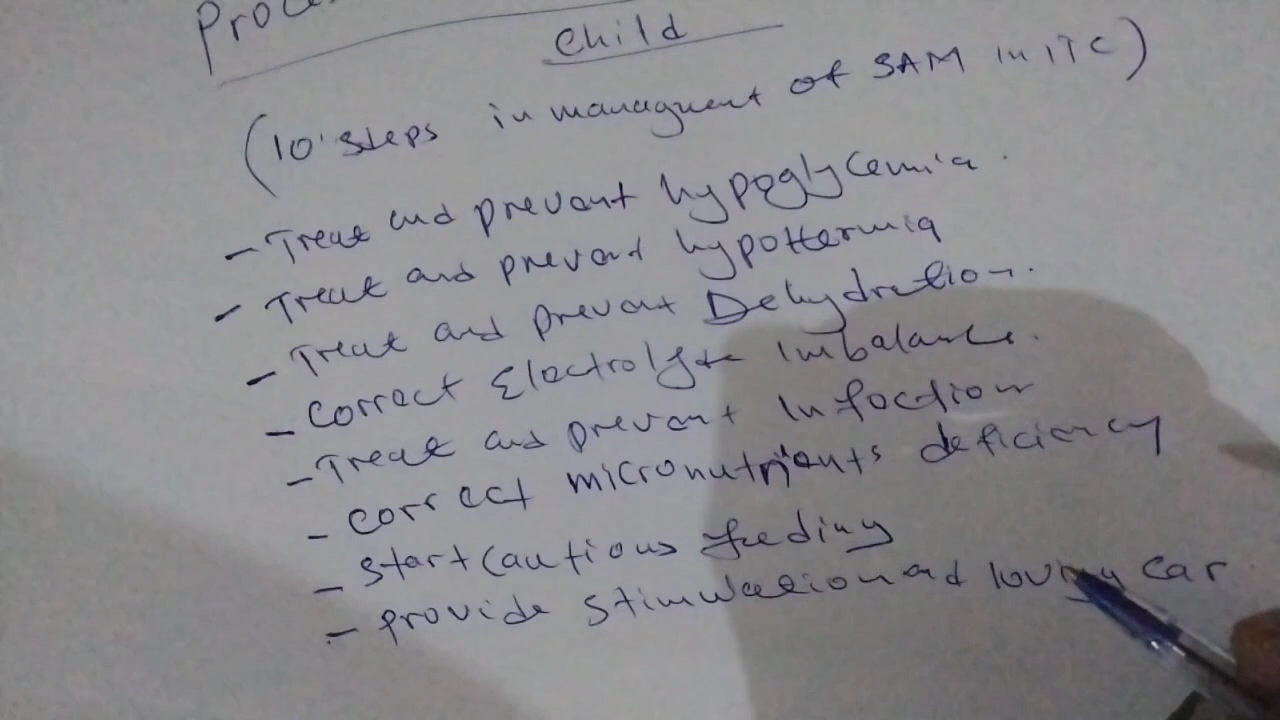 Child
(10 steps in managment of SAM in ITC)
- Treat and prevent hypoglycemia.
- Treat and prevent hypothermia
- Treat and prevent Dehydration.
- Correct Electrolyte Imbalance.
- Treat and prevent Infection
- Correct micronutrients deficiency
- Start cautious feeding
- Provide stimulation and loving car